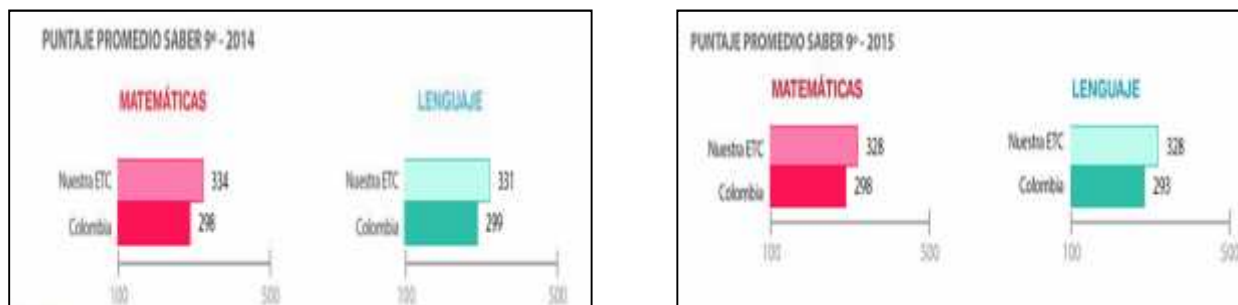 PUNTAJE PROMEDIO SABER 9º - 2014
MATEMÁTICAS
Nuestra ETC 334
Colombia 298
100 500
LENGUAJE
Nuestra ETC 331
Colombia 299
100 500
PUNTAJE PROMEDIO SABER 9º - 2015
MATEMÁTICAS
Nuestra ETC 328
Colombia 298
100 500
LENGUAJE
Nuestra ETC 328
Colombia 293
100 500